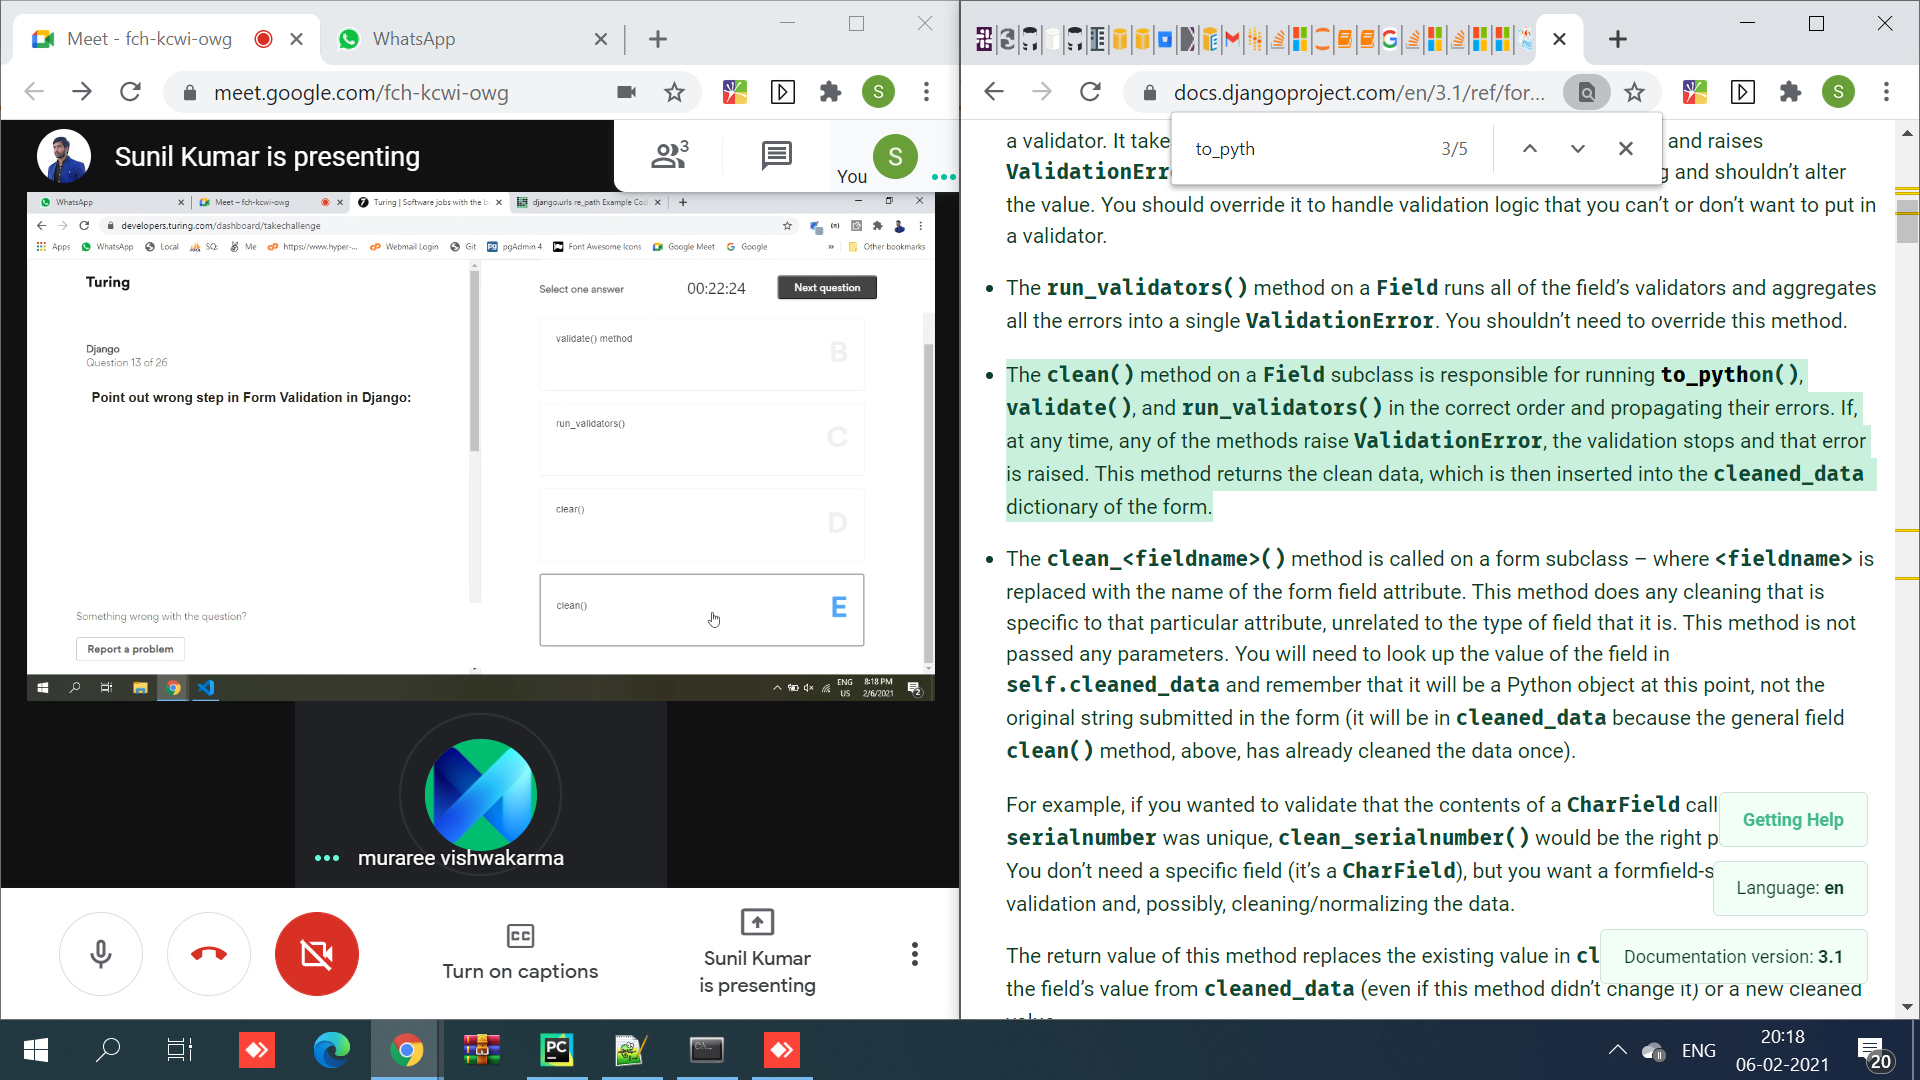 Meet - fch-kcwi-owg
WhatsApp
meet.google.com/fch-kcwi-owg
S
Sunil Kumar is presenting
3
You
S
WhatsApp
Meet – fch-kcwi-owg
Turing | Software jobs with the b
django.urls re_path Example Cod
developers.turing.com/dashboard/takechallenge
Apps
WhatsApp
Local
SQ:
Me
https://www.hyper-...
Webmail Login
Git
pgAdmin 4
Font Awesome Icons
Google Meet
Google
»
Other bookmarks
Turing
Select one answer
00:22:24
Next question
Django
Question 13 of 26
Point out wrong step in Form Validation in Django:
validate() method
B
run_validators()
C
clear()
D
clean()
E
Something wrong with the question?
Report a problem
ENG
US
8:18 PM
2/6/2021
2
muraree vishwakarma
CC
Turn on captions
Sunil Kumar
is presenting
docs.djangoproject.com/en/3.1/ref/for...
S
to_pyth
3/5
a validator. It take
and raises
ValidationErr
g and shouldn’t alter
the value. You should override it to handle validation logic that you can’t or don’t want to put in
a validator.
• The run_validators() method on a Field runs all of the field’s validators and aggregates
all the errors into a single ValidationError. You shouldn’t need to override this method.
• The clean() method on a Field subclass is responsible for running to_python(),
validate(), and run_validators() in the correct order and propagating their errors. If,
at any time, any of the methods raise ValidationError, the validation stops and that error
is raised. This method returns the clean data, which is then inserted into the cleaned_data
dictionary of the form.
• The clean_<fieldname>() method is called on a form subclass – where <fieldname> is
replaced with the name of the form field attribute. This method does any cleaning that is
specific to that particular attribute, unrelated to the type of field that it is. This method is not
passed any parameters. You will need to look up the value of the field in
self.cleaned_data and remember that it will be a Python object at this point, not the
original string submitted in the form (it will be in cleaned_data because the general field
clean() method, above, has already cleaned the data once).
For example, if you wanted to validate that the contents of a CharField call
serialnumber was unique, clean_serialnumber() would be the right p
You don’t need a specific field (it’s a CharField), but you want a formfield-s
validation and, possibly, cleaning/normalizing the data.
The return value of this method replaces the existing value in cl
the field’s value from cleaned_data (even if this method didn’t change it) or a new cleaned
Getting Help
Language: en
Documentation version: 3.1
PC
ENG
20:18
06-02-2021
20